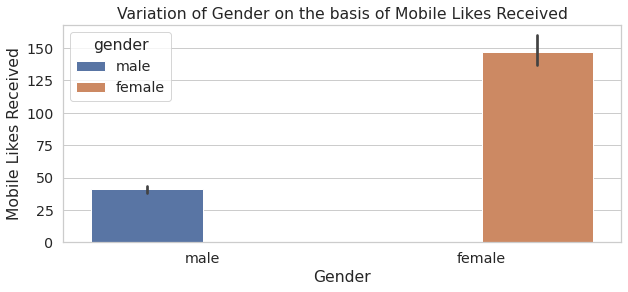 Variation of Gender on the basis of Mobile Likes Received
gender
male
female
Mobile Likes Received
150
125
100
75
50
25
0
male female
Gender